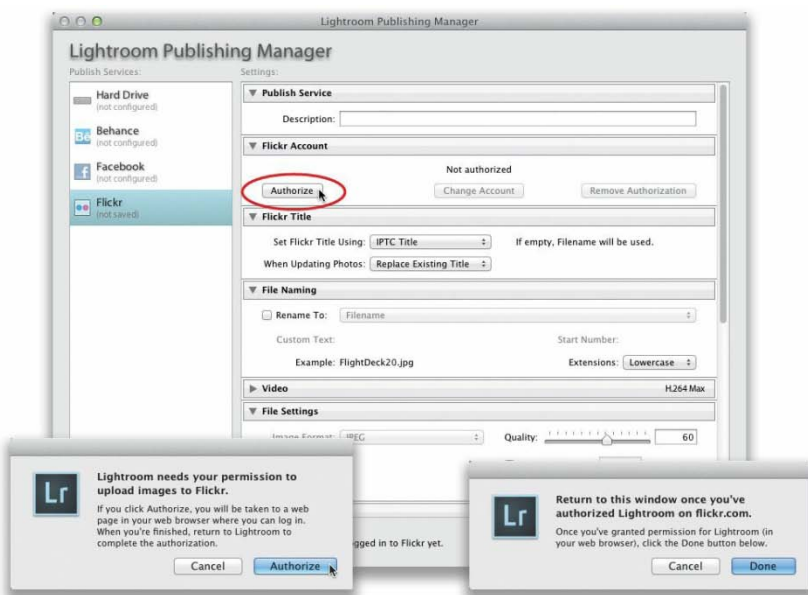 Lightroom Publishing Manager
Lightroom Publishing Manager
Publish Services:
Settings:
Hard Drive
(not configured)
Be
Behance
(not configured)
f
Facebook
(not configured)
Flickr
(not saved)
Publish Service
Description:
Flickr Account
Not authorized
Authorize Change Account Remove Authorization
Flickr Title
Set Flickr Title Using: IPTC Title If empty, Filename will be used.
When Updating Photos: Replace Existing Title
File Naming
Rename To: Filename
Custom Text: Start Number:
Example: FlightDeck20.jpg Extensions: Lowercase
Video H.264 Max
File Settings
Image Format: JPEG Quality: 60
gged in to Flickr yet.
Lr
Lightroom needs your permission to
upload images to Flickr.
If you click Authorize, you will be taken to a web
page in your web browser where you can log in.
When you're finished, return to Lightroom to
complete the authorization.
Cancel Authorize
Lr
Return to this window once you've
authorized Lightroom on flickr.com.
Once you've granted permission for Lightroom (in
your web browser), click the Done button below.
Cancel Done